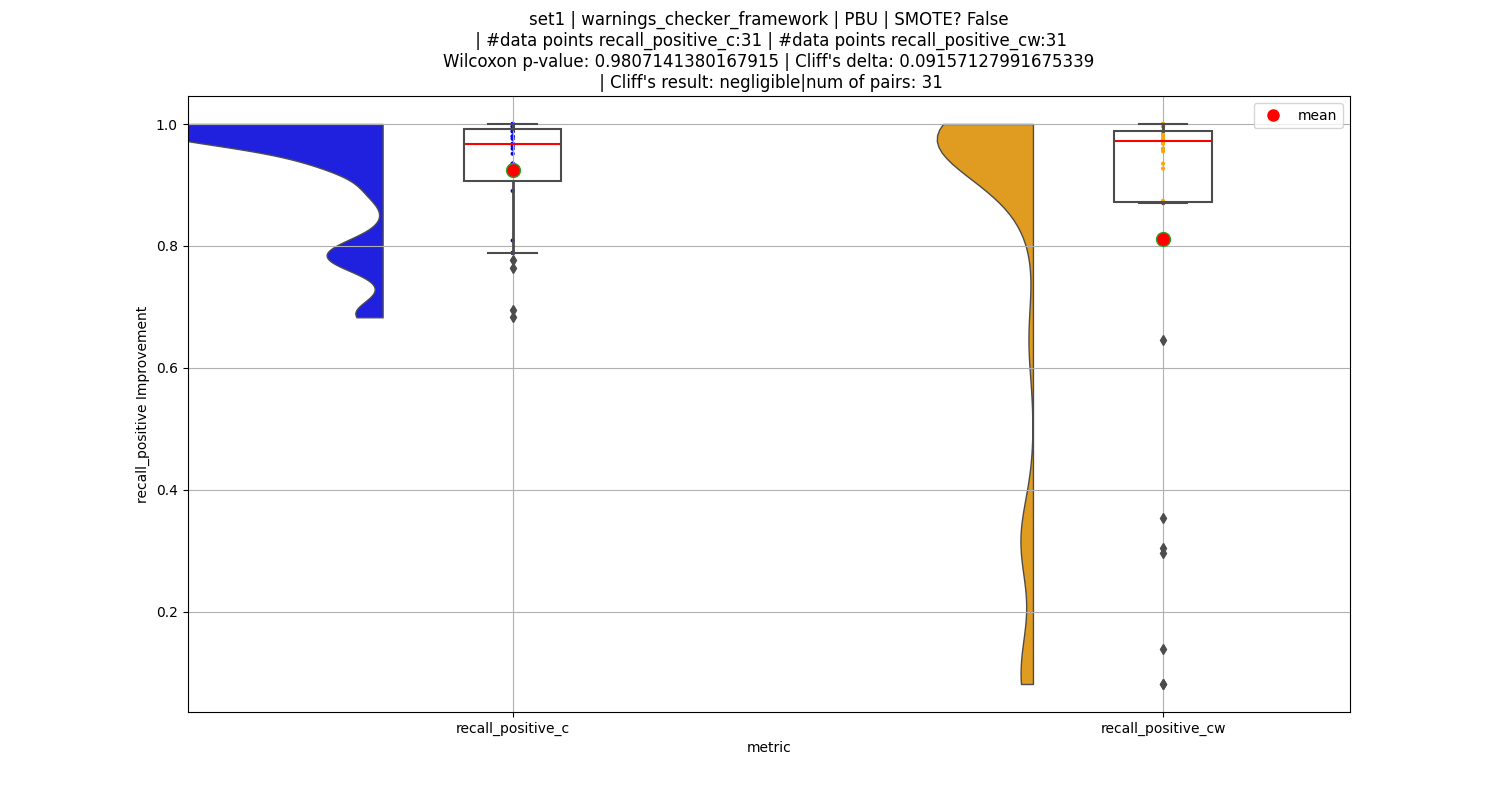 set1 | warnings_checker_framework | PBU | SMOTE? False
| #data points recall_positive_c:31 | #data points recall_positive_cw:31
Wilcoxon p-value: 0.9807141380167915 | Cliff's delta: 0.09157127991675339
| Cliff's result: negligible|num of pairs: 31
mean
1.0
0.8
0.6
0.4
0.2
recall_positive Improvement
recall_positive_c
recall_positive_cw
metric